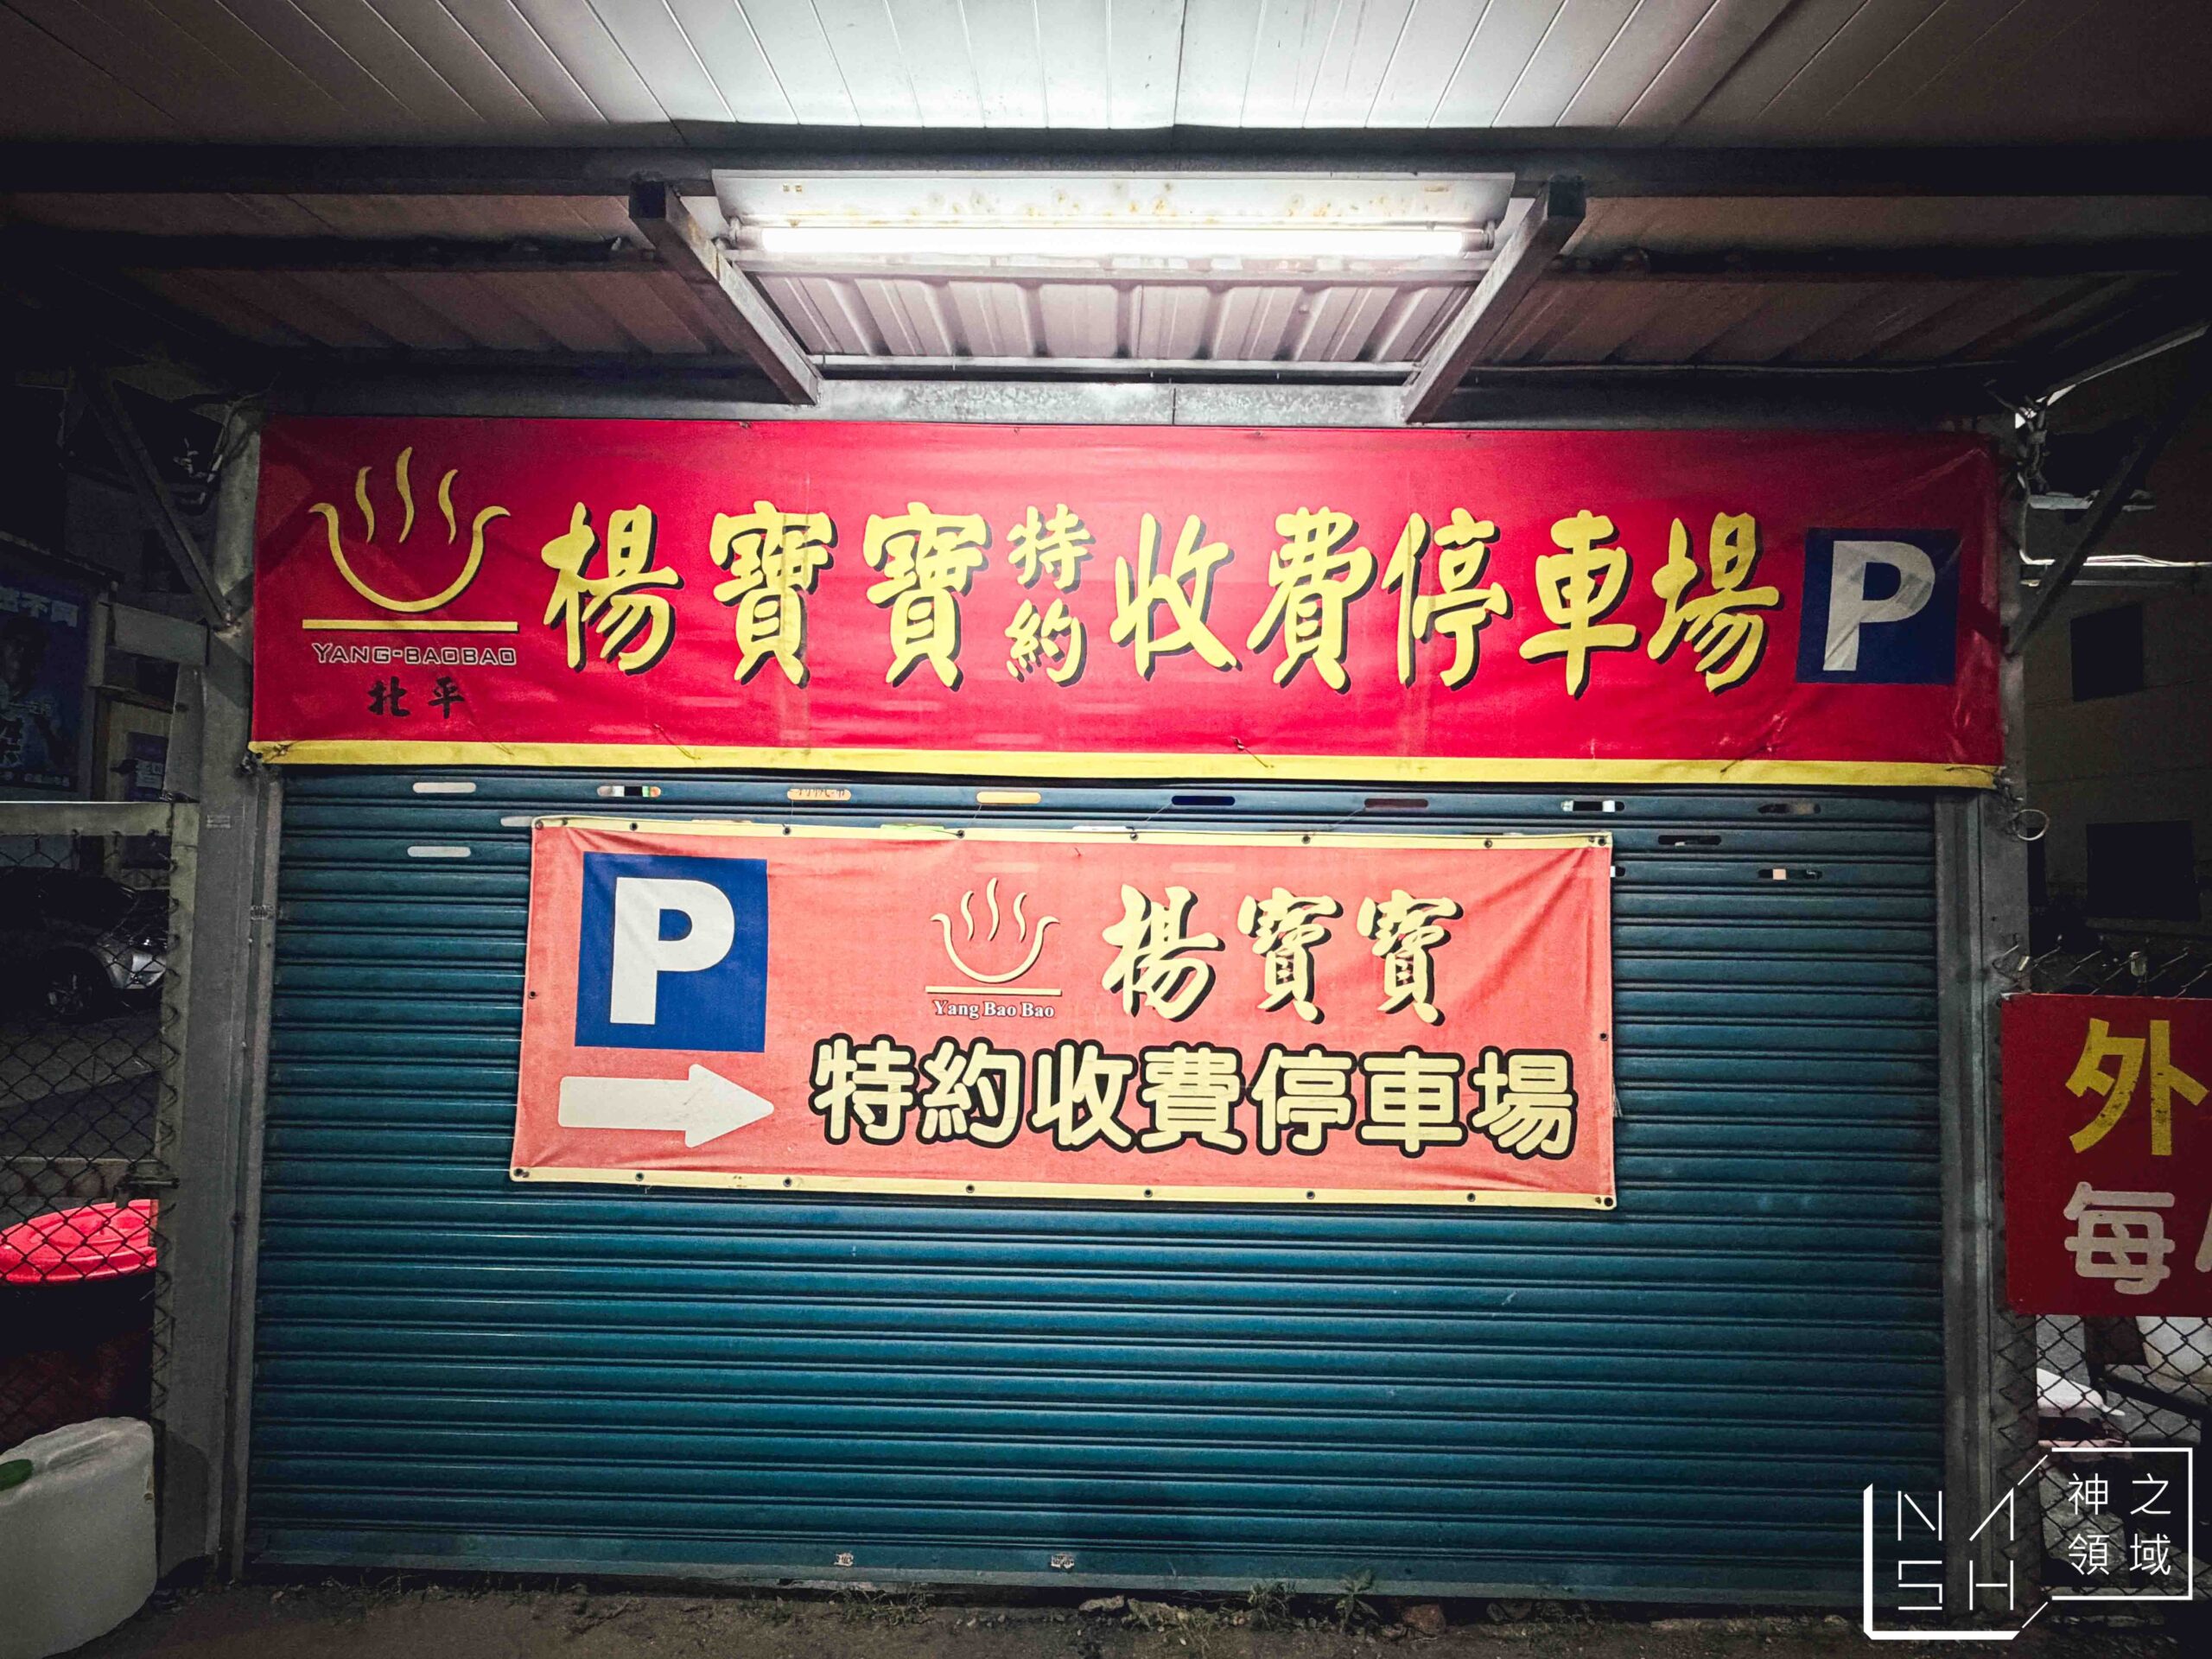 楊寶寶特約收費停車場 P
YANG-BAOBAO
北平
P
楊寶寶
Yang Bao Bao
特約收費停車場
外
每
NASH
神之
領域